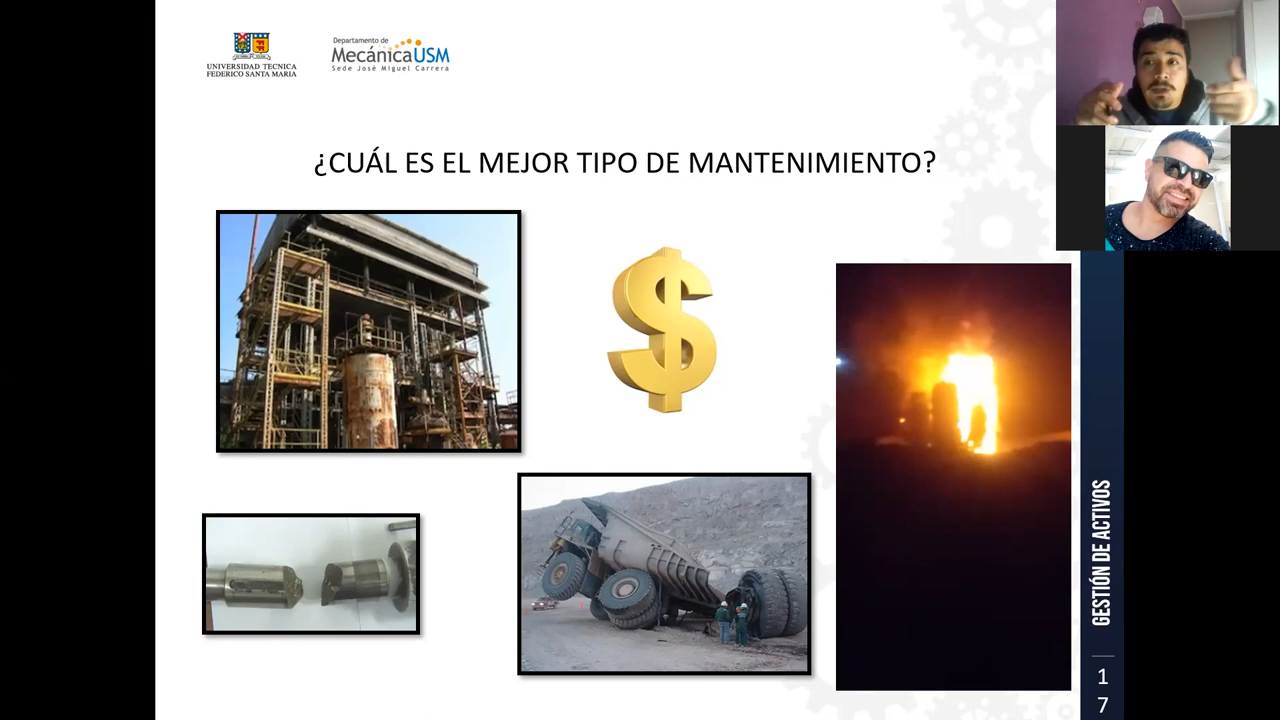 UNIVERSIDAD TECNICA
FEDERICO SANTA MARIA
Departamento de
MecánicaUSM
Sede José Miguel Carrera
¿CUÁL ES EL MEJOR TIPO DE MANTENIMIENTO?
GESTIÓN DE ACTIVOS
1
7